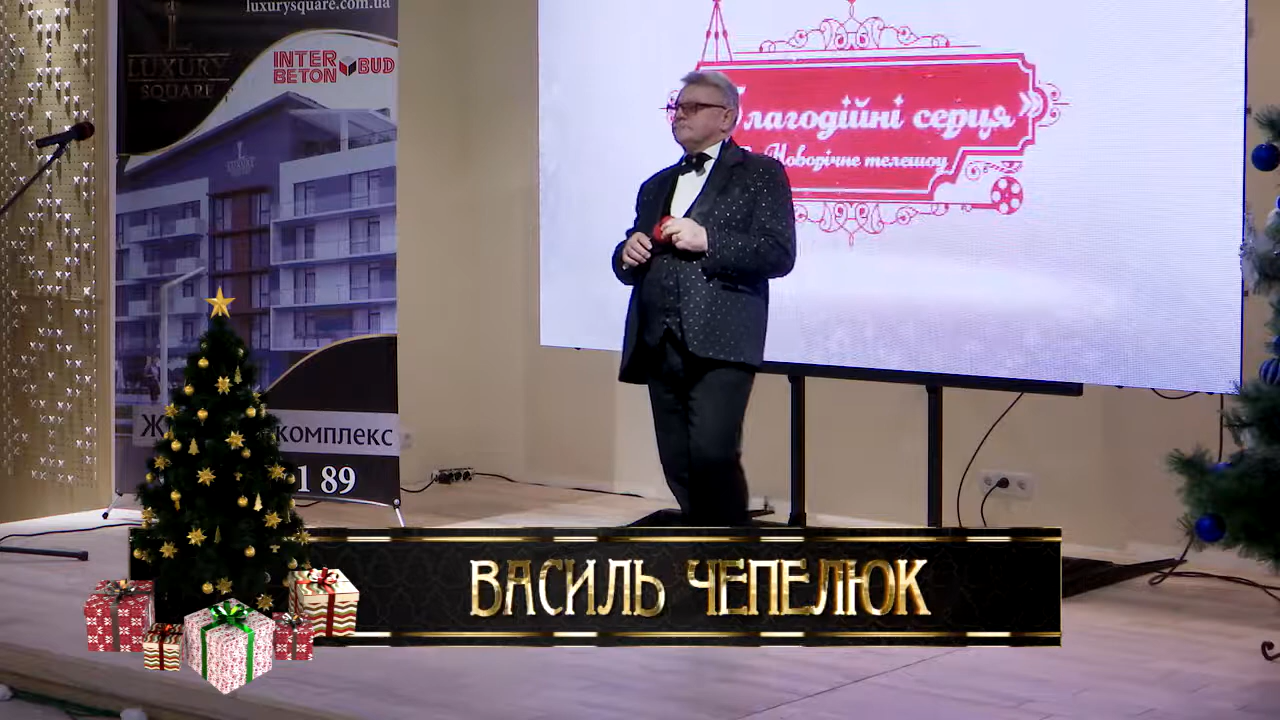 luxurysquare.com.ua
LUXURY
SQUARE
INTER
BETON BUD
лагодійні серця»
Новорічне телешоу
комплекс
1 89
ВАСИЛЬ ЧЕПЕЛЮК